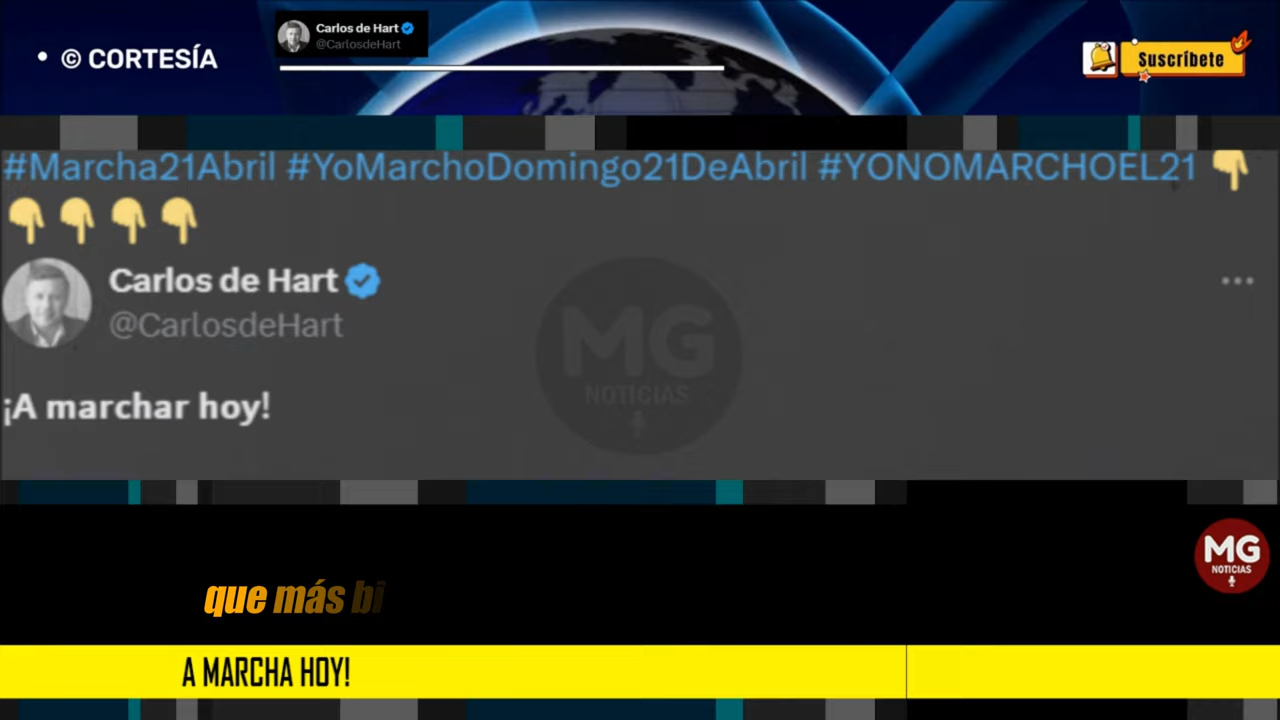 • © CORTESÍA
Carlos de Hart
@CarlosdeHart
Suscríbete
#Marcha21Abril #YoMarchoDomingo21DeAbril #YONOMARCHOEL21 👇
👇👇👇👇
Carlos de Hart
@CarlosdeHart
¡A marchar hoy!
MG
NOTICIAS
MG
NOTICIAS
que más bi
A MARCHA HOY!